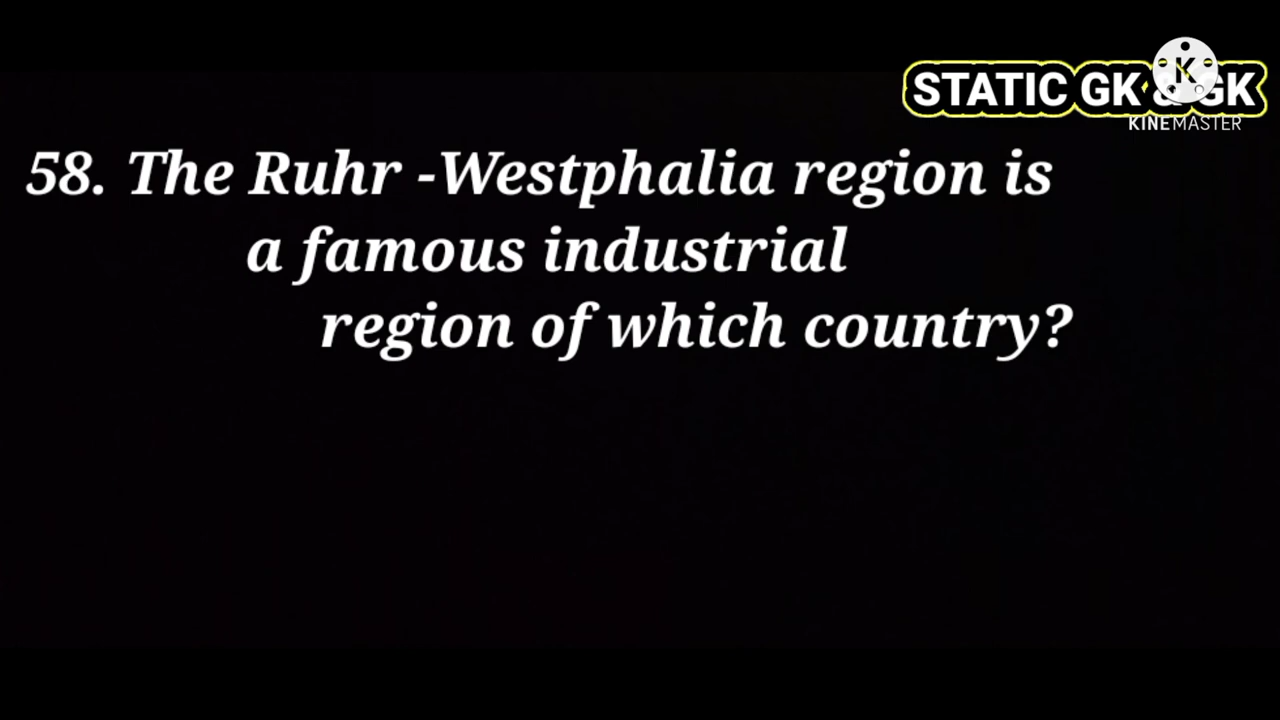 STATIC GK & GK
KINEMASTER
58. The Ruhr -Westphalia region is
a famous industrial
region of which country?